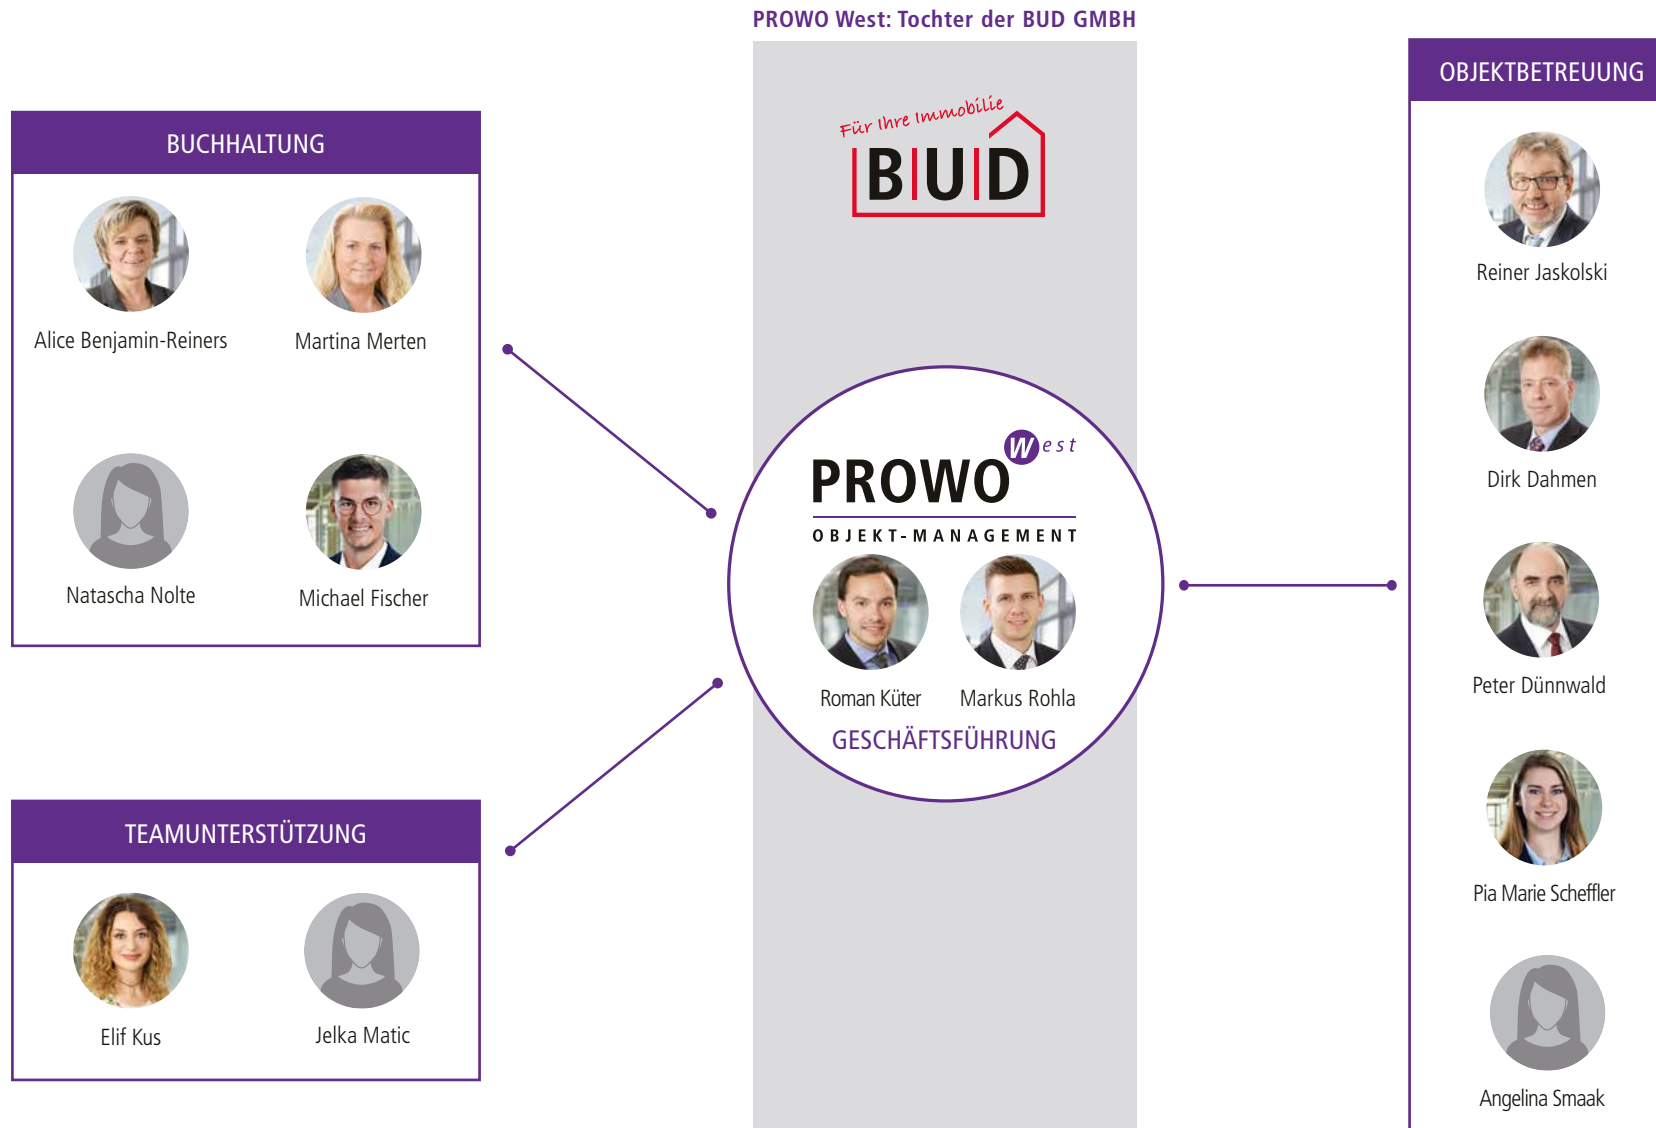 PROWO West: Tochter der BUD GMBH
Für Ihre Immobilie
B|U|D
BUCHHALTUNG
Alice Benjamin-Reiners
Martina Merten
Natascha Nolte
Michael Fischer
TEAMUNTERSTÜTZUNG
Elif Kus
Jelka Matic
PROWO West
OBJEKT-MANAGEMENT
Roman Küter
Markus Rohla
GESCHÄFTSFÜHRUNG
OBJEKTBETREUUNG
Reiner Jaskolski
Dirk Dahmen
Peter Dünnwald
Pia Marie Scheffler
Angelina Smaak